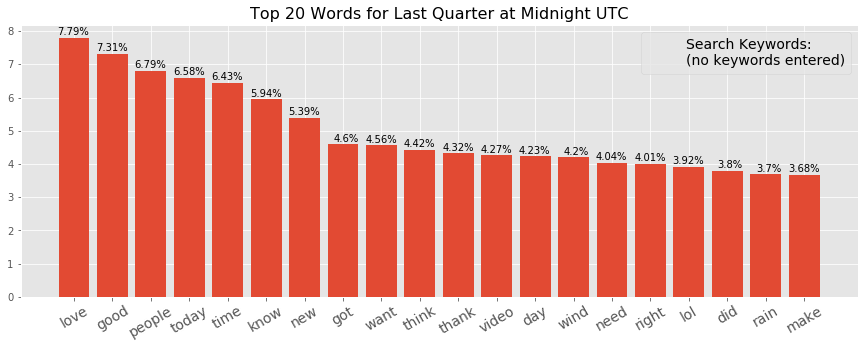 Top 20 Words for Last Quarter at Midnight UTC
Search Keywords:
(no keywords entered)
7.79%
7.31%
6.79%
6.58%
6.43%
5.94%
5.39%
4.6%
4.56%
4.42%
4.32%
4.27%
4.23%
4.2%
4.04%
4.01%
3.92%
3.8%
3.7%
3.68%
8
7
6
5
4
3
2
1
0
love
good
people
today
time
know
new
got
want
think
thank
video
day
wind
need
right
lol
did
rain
make